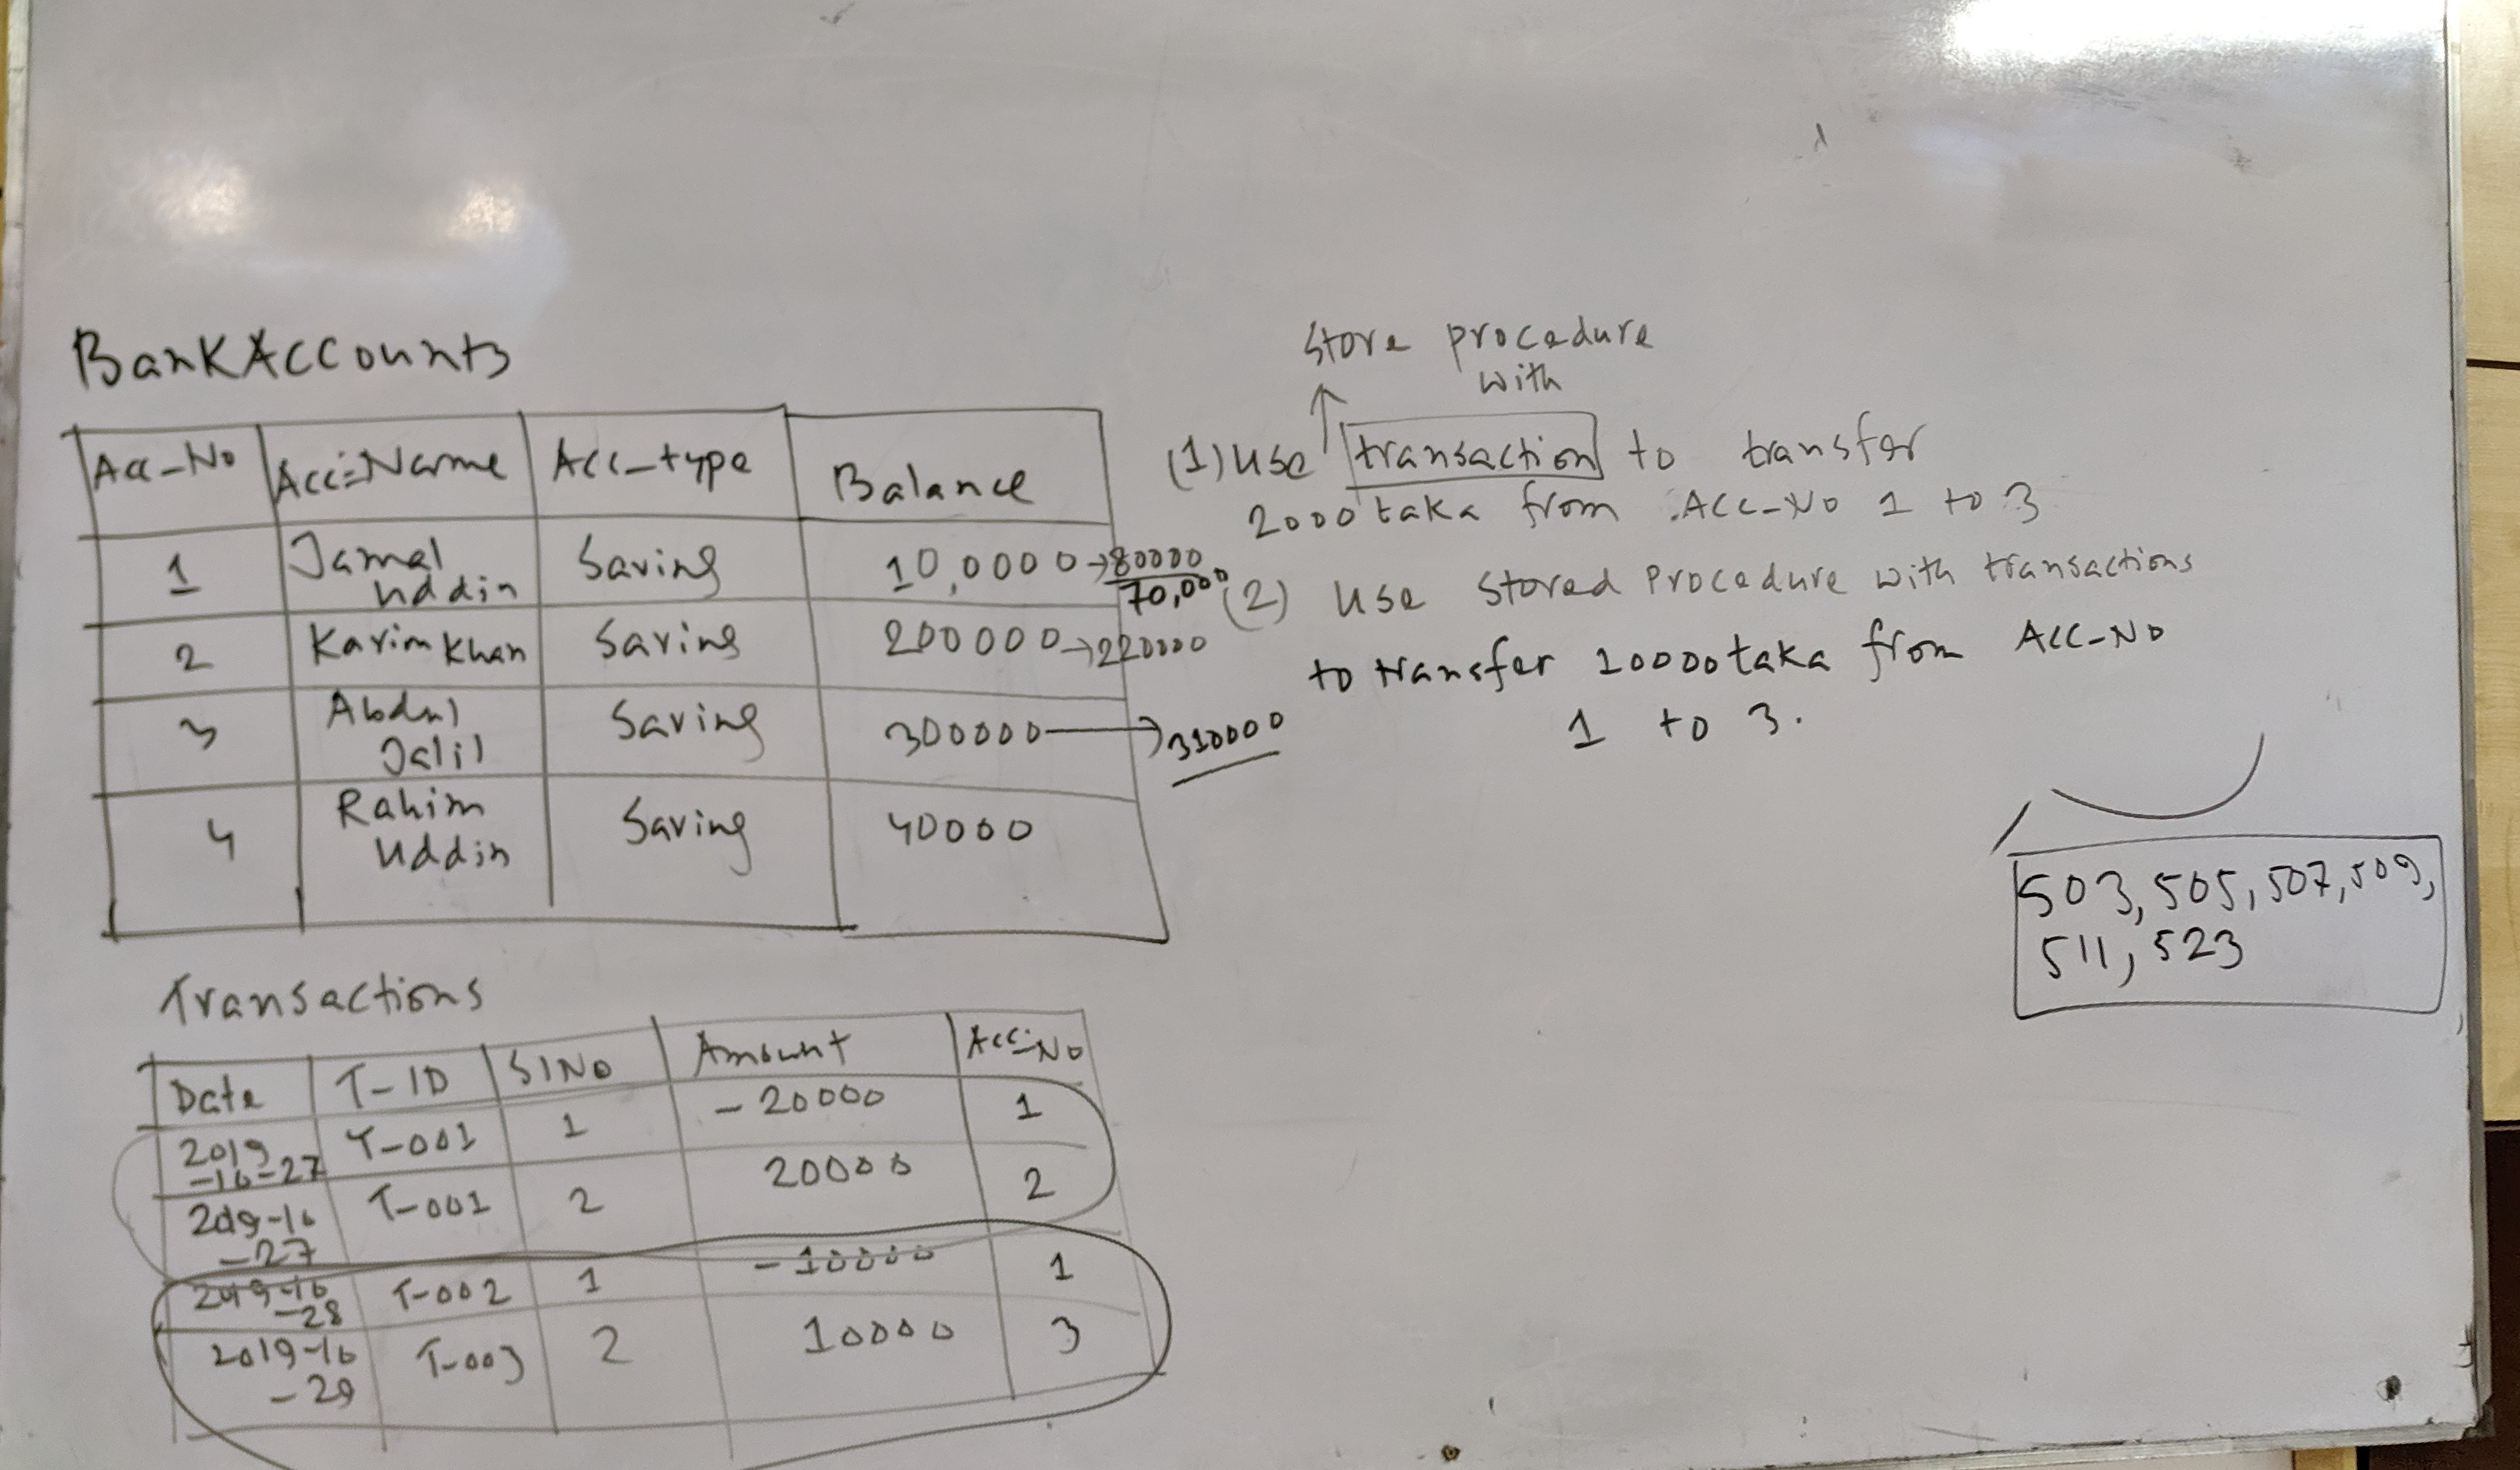 BankAccounts
Acc-No Acc-Name Acc-type Balance
1 Jamal Uddin Saving 10,0000 → 80000
70,000
2 Karim Khan Saving 200000 → 220000
3 Abdul Jalil Saving 300000 → 310000
4 Rahim Uddin Saving 40000
Transactions
Date T-ID SlNo Amount Acc-No
2019-10-27 T-001 1 -20000 1
2019-10-27 T-001 2 20000 2
2019-10-28 T-002 1 -10000 1
2019-10-29 T-003 2 10000 3
Store procedure
with
(1) Use transaction to transfer
2000 taka from Acc-No 1 to 3
(2) Use Stored Procedure with transactions
to transfer 10000 taka from Acc-No
1 to 3.
503, 505, 507, 509,
511, 523